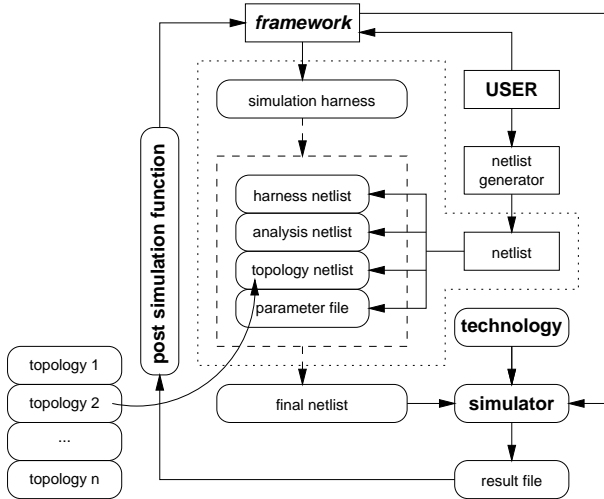 framework
simulation harness
USER
netlist
generator
harness netlist
analysis netlist
topology netlist
parameter file
netlist
post simulation function
technology
topology 1
topology 2
...
topology n
final netlist
simulator
result file